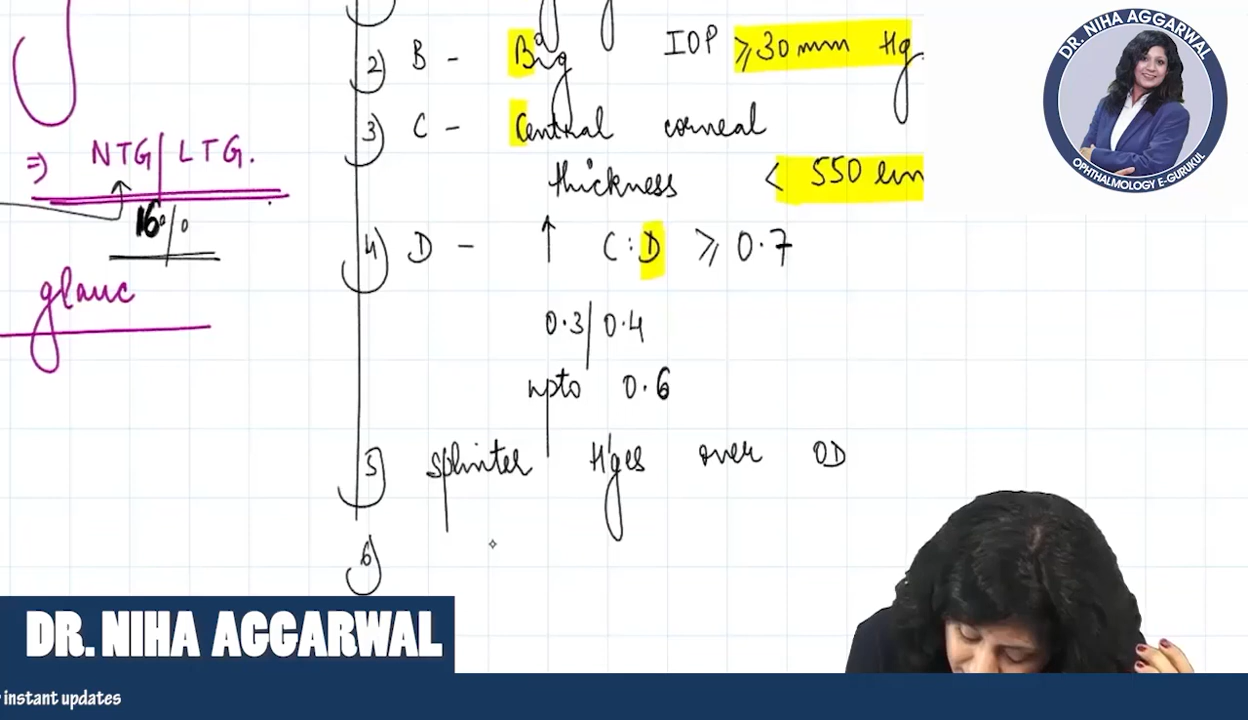 2) B - Big IOP ⩾30 mm Hg
3) C - Central corneal
thickness < 550 um
4) D - ↑ C:D ⩾ 0.7
0.3/0.4
upto 0.6
5) Splinter H'ges over OD
6)
⇒ NTG/LTG.
16%
glauc
DR. NIHA AGGARWAL
OPHTHALMOLOGY E-GURUKUL
DR. NIHA AGGARWAL
instant updates